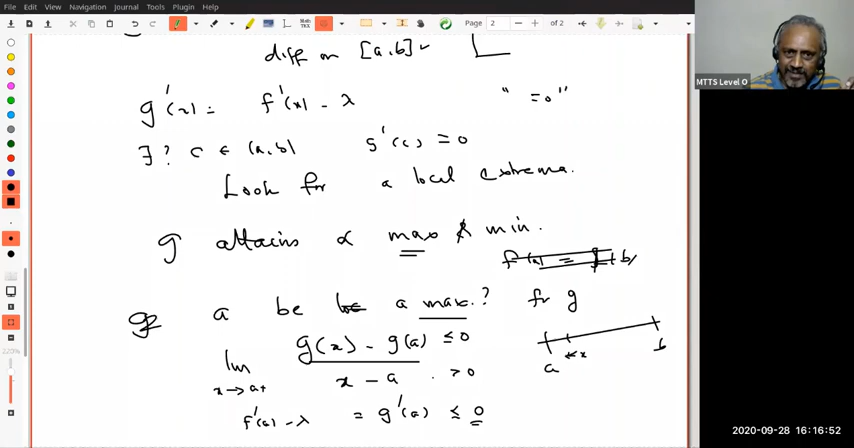 File Edit View Navigation Journal Tools Plugin Help
Page 2 of 2
diff on [a,b]
g'(x) = f'(x) - λ " = 0 "
∃? c ∈ (a,b) g'(c) = 0
Look for a local extrema.
g attains a max & min.
be a max.? for g
a
g(x) - g(a) ≤ 0
lim
x - a > 0
x → a+
a x b
f'(a) - λ = g'(a) ≤ 0
MTTS Level O
2020-09-28 16:16:52